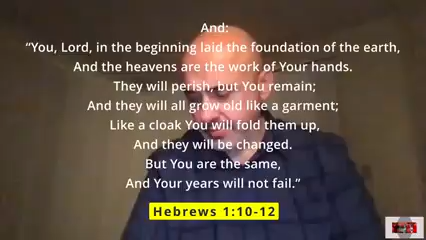 And:
“You, Lord, in the beginning laid the foundation of the earth,
And the heavens are the work of Your hands.
They will perish, but You remain;
And they will all grow old like a garment;
Like a cloak You will fold them up,
And they will be changed.
But You are the same,
And Your years will not fail.”
Hebrews 1:10-12